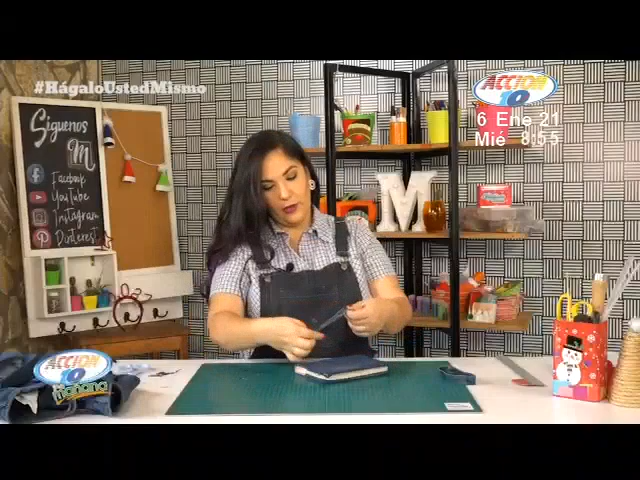 #HágaloUstedMismo
ACCION
10
6 Ene 21
Mié 8:55
Síguenos
M
Facebook
YouTube
Instagram
Pinterest
M
ACCION
10
mañana